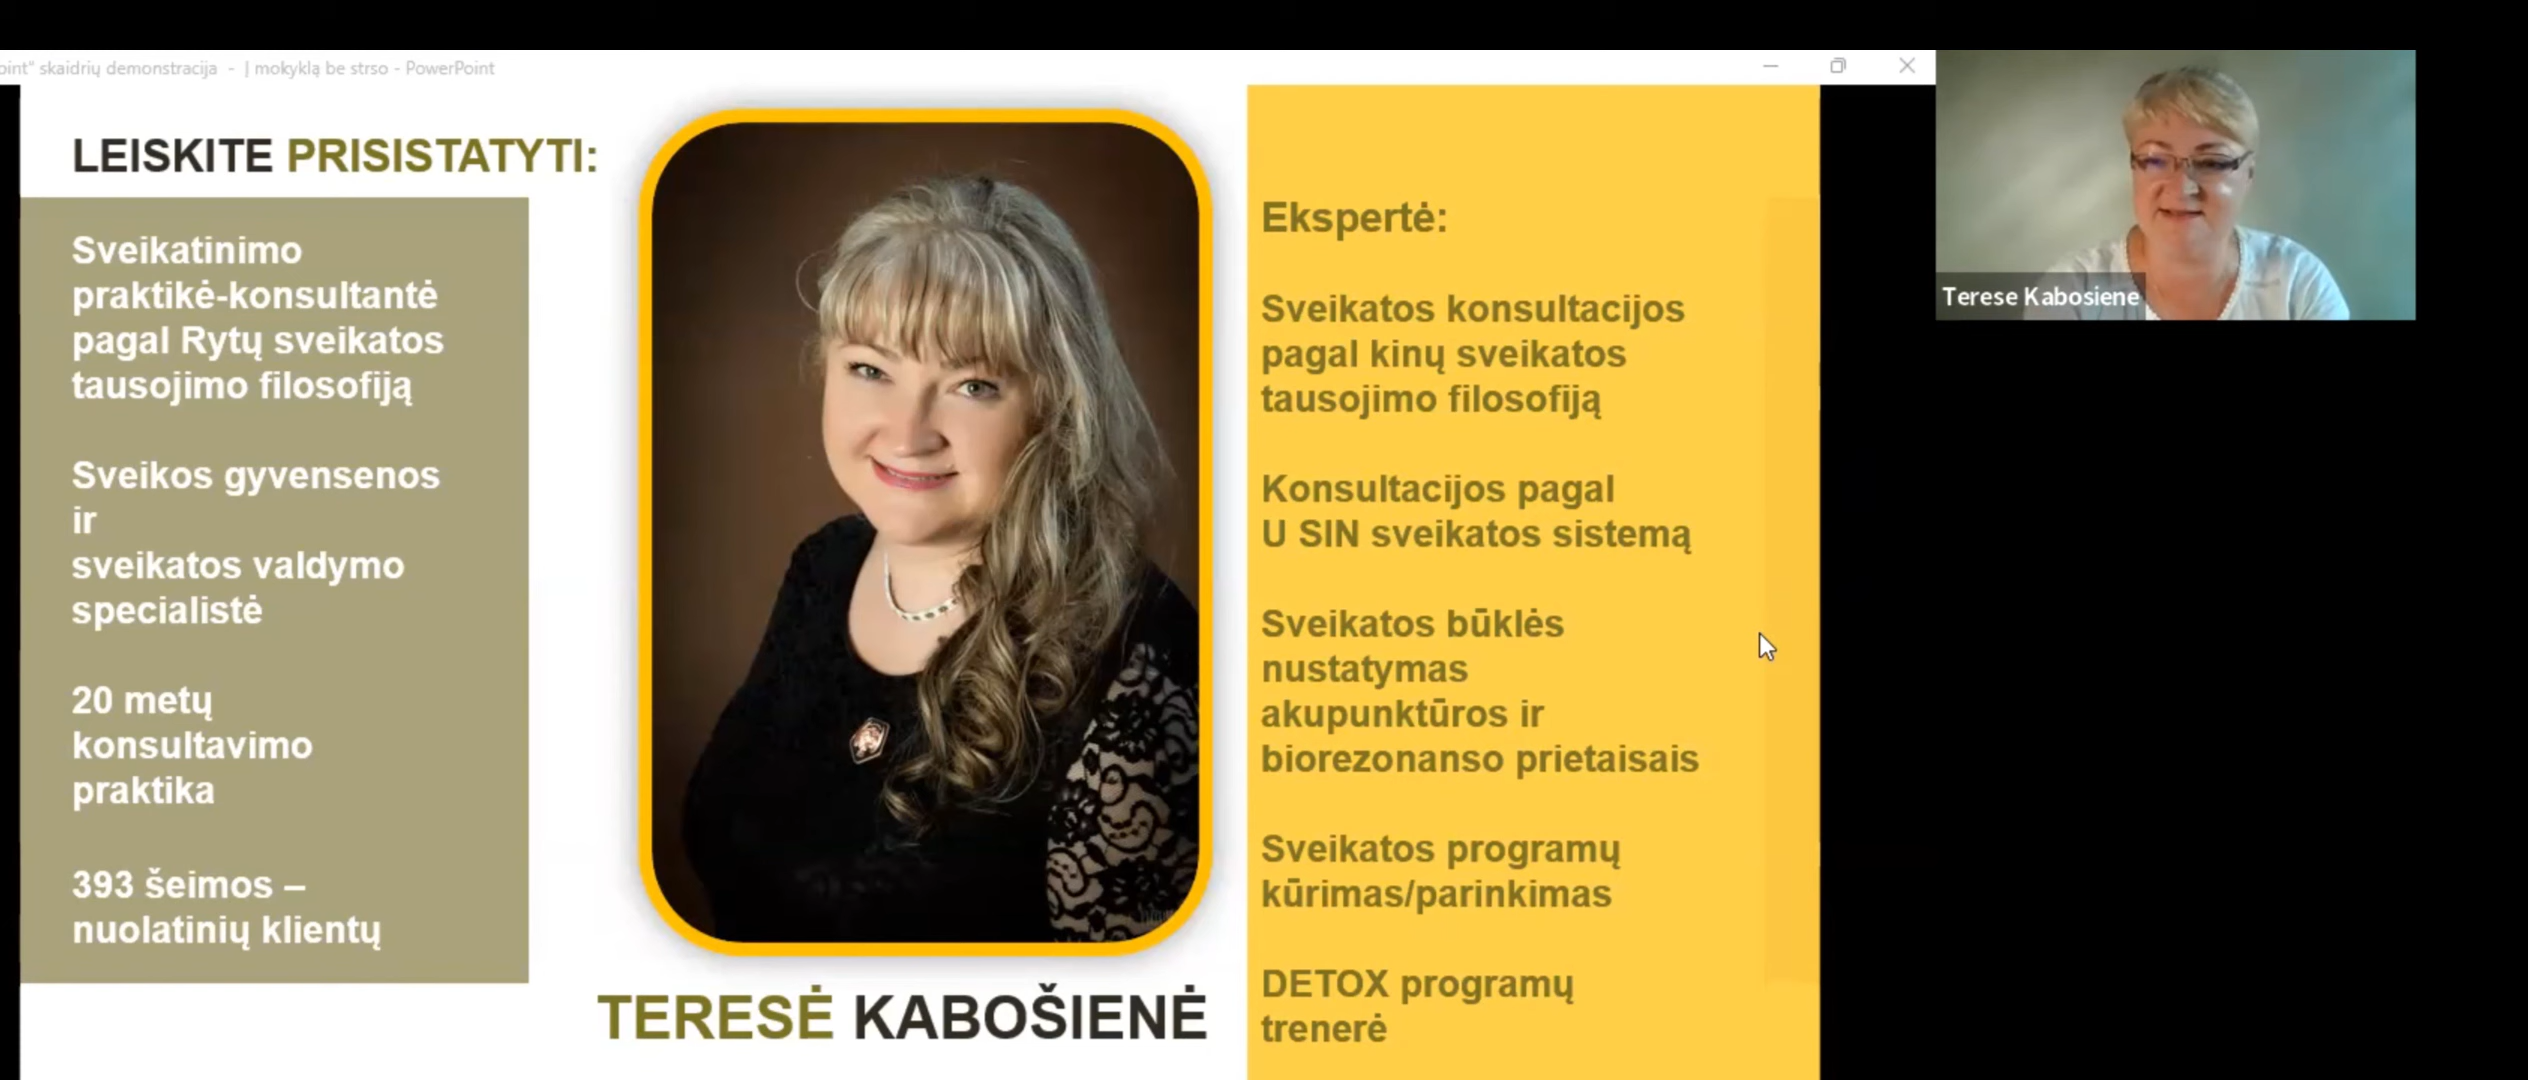 oint“ skaidrių demonstracija - Į mokyklą be strso - PowerPoint
LEISKITE PRISISTATYTI:
Sveikatinimo
praktikė-konsultantė
pagal Rytų sveikatos
tausojimo filosofiją
Sveikos gyvensenos
ir
sveikatos valdymo
specialistė
20 metų
konsultavimo
praktika
393 šeimos –
nuolatinių klientų
TERESĖ KABOŠIENĖ
Ekspertė:
Sveikatos konsultacijos
pagal kinų sveikatos
tausojimo filosofiją
Konsultacijos pagal
U SIN sveikatos sistemą
Sveikatos būklės
nustatymas
akupunktūros ir
biorezonanso prietaisais
Sveikatos programų
kūrimas/parinkimas
DETOX programų
trenerė
Terese Kabosiene